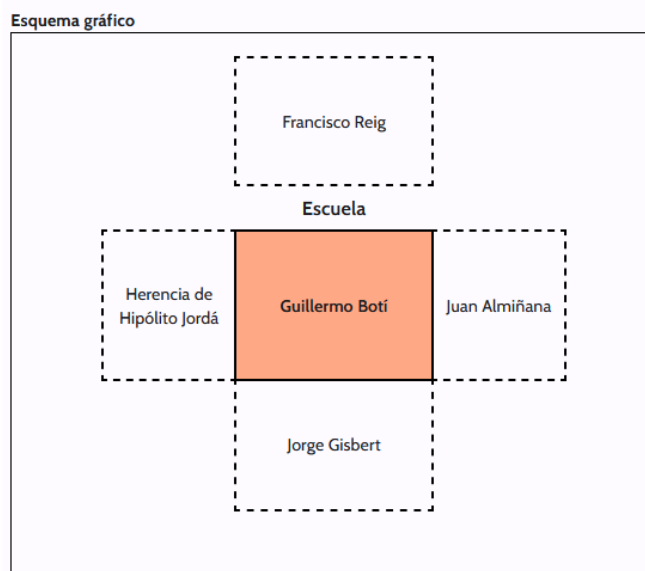 Esquema gráfico
Francisco Reig
Escuela
Herencia de
Hipólito Jordá
Guillermo Botí
Juan Almiñana
Jorge Gisbert